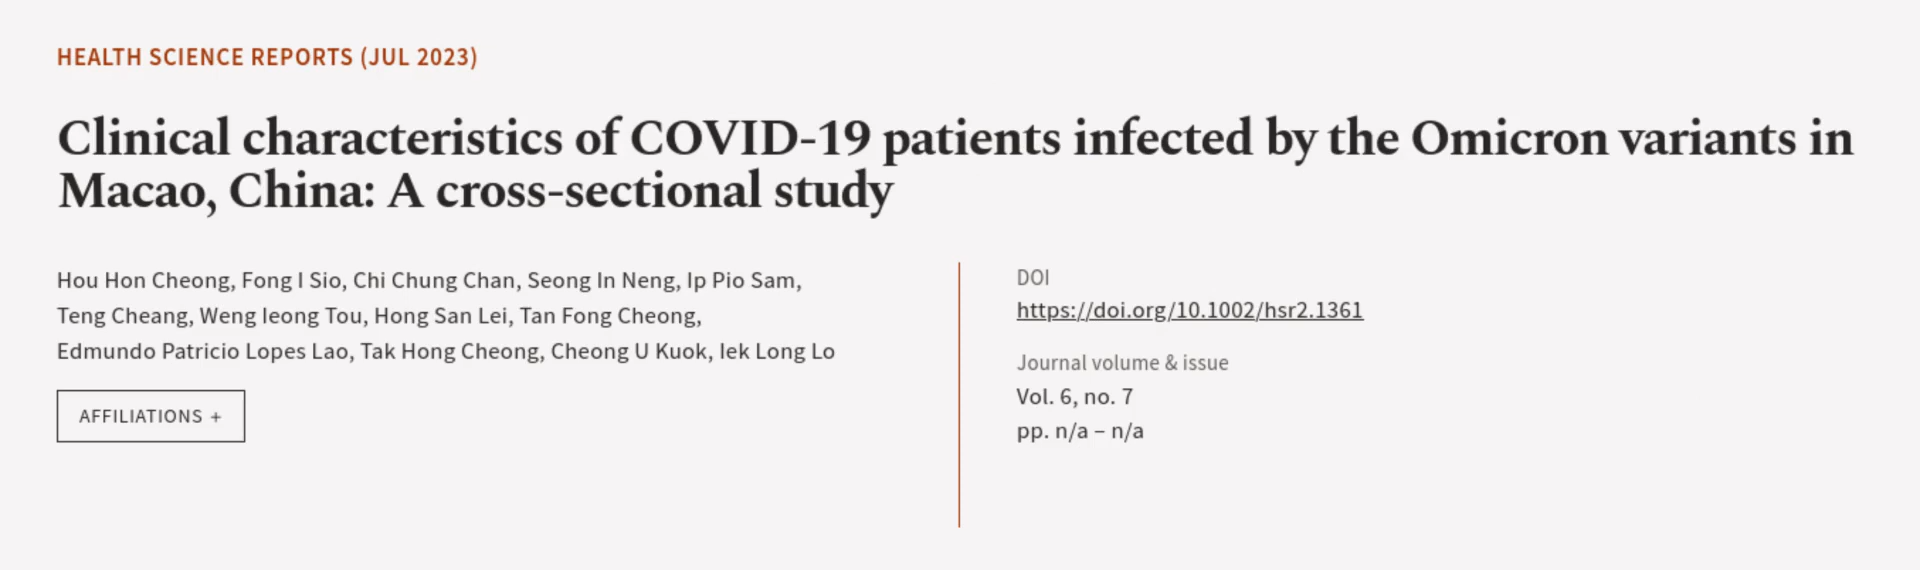 HEALTH SCIENCE REPORTS (JUL 2023)
Clinical characteristics of COVID-19 patients infected by the Omicron variants in
Macao, China: A cross-sectional study
Hou Hon Cheong, Fong I Sio, Chi Chung Chan, Seong In Neng, Ip Pio Sam,
Teng Cheang, Weng Ieong Tou, Hong San Lei, Tan Fong Cheong,
Edmundo Patricio Lopes Lao, Tak Hong Cheong, Cheong U Kuok, Iek Long Lo
AFFILIATIONS +
DOI
https://doi.org/10.1002/hsr2.1361
Journal volume & issue
Vol. 6, no. 7
pp. n/a – n/a